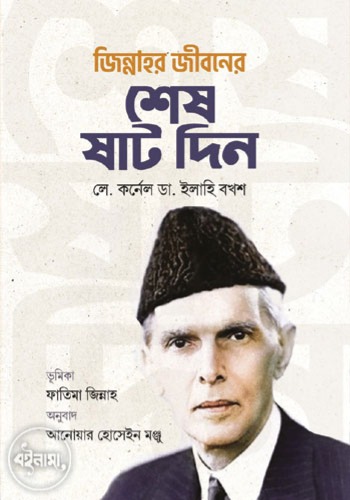 জিন্নাহর জীবনের
শেষ
ষাট দিন
লে. কর্নেল ডা. ইলাহি বখশ
ভূমিকা
ফাতিমা জিন্নাহ
অনুবাদ
আনোয়ার হোসেইন মঞ্জু
বইনামা